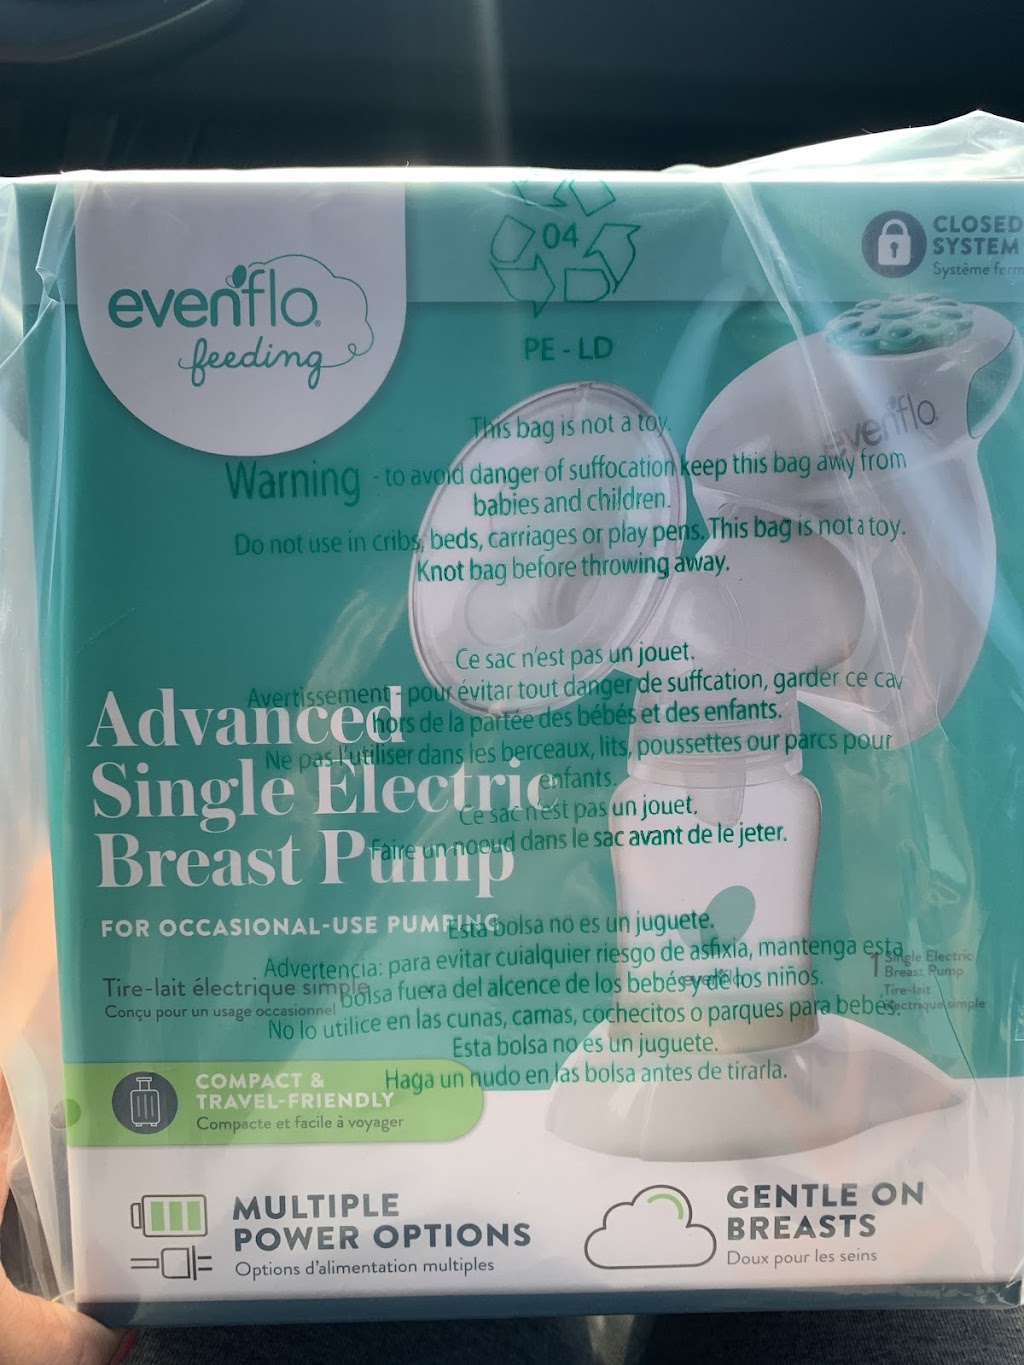 evenflo
feeding
04
PE - LD
CLOSED
SYSTEM
Système ferm
evenflo
This bag is not a toy.
Warning - to avoid danger of suffocation keep this bag away from
babies and children.
Do not use in cribs, beds, carriages or play pens. This bag is not a toy.
Knot bag before throwing away.
Ce sac n'est pas un jouet.
Avertissement - pour éviter tout danger de suffcation, garder ce cav
hors de la partée des bébés et des enfants.
Ne pas l'utiliser dans les berceaux, lits, poussettes our parcs pour
enfants.
Ce sac n'est pas un jouet.
Faire un noeud dans le sac avant de le jeter.
Advanced
Single Electric
Breast Pump
FOR OCCASIONAL-USE PUMPING
Tire-lait électrique simple
Conçu pour un usage occasionnel
Esta bolsa no es un juguete.
Advertencia: para evitar cuialquier riesgo de asfixia, mantenga esta
bolsa fuera del alcence de los bebés y de los niños.
No lo utilice en las cunas, camas, cochecitos o parques para bebés.
Esta bolsa no es un juguete.
Haga un nudo en las bolsa antes de tirarla.
1 Single Electric
Breast Pump
Tire-lait
électrique simple
COMPACT &
TRAVEL-FRIENDLY
Compacte et facile à voyager
MULTIPLE
POWER OPTIONS
Options d'alimentation multiples
GENTLE ON
BREASTS
Doux pour les seins